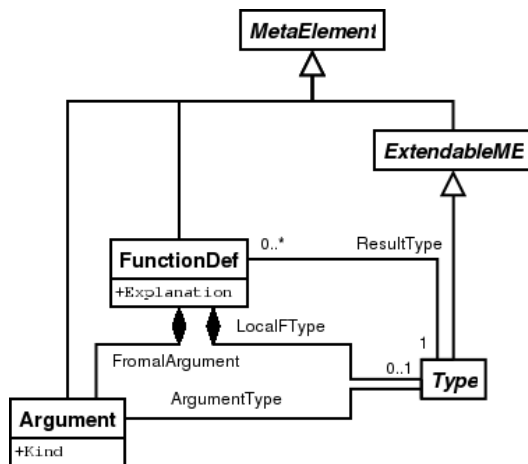 MetaElement
ExtendableME
0..* ResultType
FunctionDef
+Explanation
LocalFType
1
FromalArgument
0..1
Type
ArgumentType
Argument
+Kind